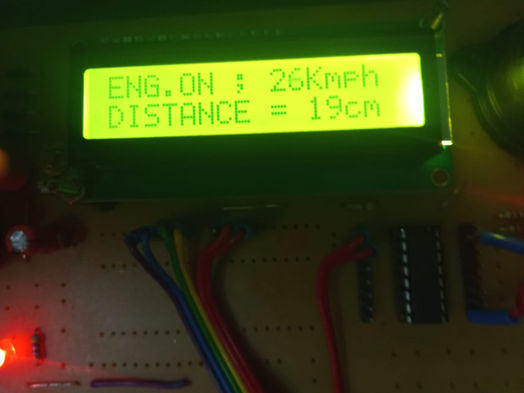 ENG.ON ; 26Kmph
DISTANCE = 19cm